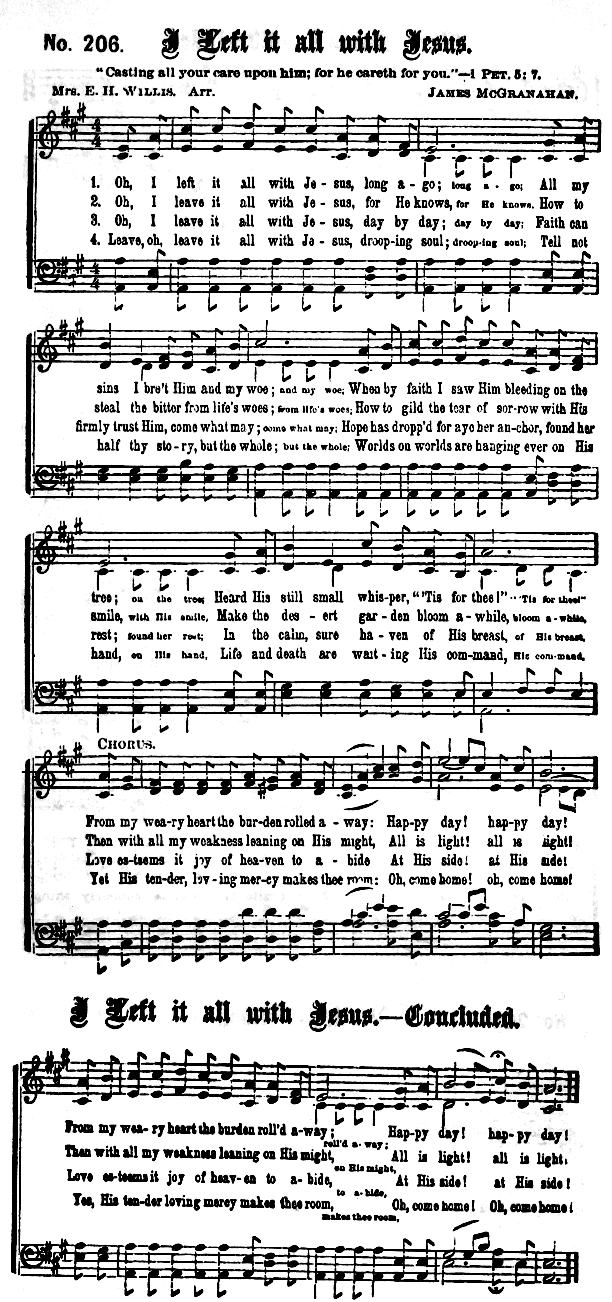 No. 206. I Left it all with Jesus.
"Casting all your care upon him; for he careth for you."—1 PET. 5: 7.
Mrs. E. H. WILLIS. Arr. JAMES McGRANAHAN.
1. Oh, I left it all with Je - sus, long a - go; long a - go; All my
2. Oh, I leave it all with Je - sus, for He knows, for He knows. How to
3. Oh, I leave it all with Je - sus, day by day; day by day; Faith can
4. Leave, oh, leave it all with Je - sus, droop-ing soul; droop-ing soul; Tell not
sins I bro't Him and my woe; and my woe; When by faith I saw Him bleeding on the
steal the bitter from life's woes; from life's woes; How to gild the tear of sor-row with His
firmly trust Him, come what may; come what may; Hope has dropp'd for aye her an-chor, found her
half thy sto-ry, but the whole; but the whole; Worlds on worlds are hanging ever on His
tree; on the tree; Heard His still small whis-per, "'Tis for thee!" "'Tis for thee!"
smile, with His smile, Make the des - ert gar - den bloom a - while, bloom a - while,
rest; found her rest; In the calm, sure ha - ven of His breast, of His breast,
hand, on His hand, Life and death are wait - ing His com-mand, His com-mand,
CHORUS.
From my wea-ry heart the bur-den rolled a - way: Hap-py day! hap-py day!
Then with all my weakness leaning on His might, All is light! all is light!
Love es-teems it joy of hea-ven to a - bide At His side! at His side!
Yet His ten-der, lov-ing mer-cy makes thee room: Oh, come home! oh, come home!
I Left it all with Jesus.—Concluded.
From my wea-ry heart the burden roll'd a-way; roll'd a-way; Hap-py day! hap-py day!
Then with all my weakness leaning on His might, on His might, All is light! all is light.
Love es-teems it joy of heav-en to a-bide, to a-bide, At His side! at His side!
Yes, His ten-der loving mercy makes thee room, makes thee room, Oh, come home! Oh, come home!